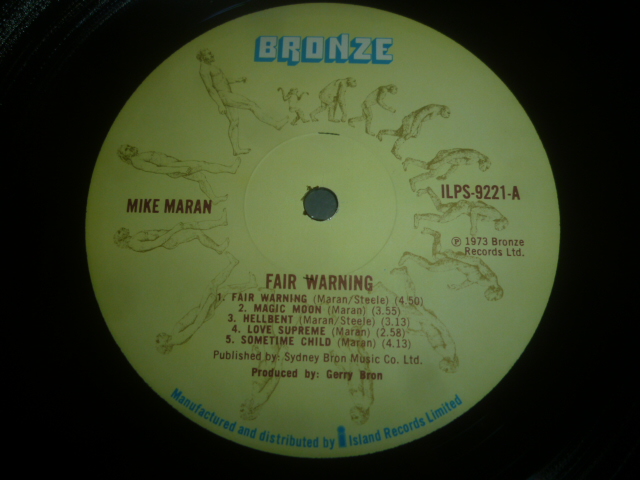 BRONZE
MIKE MARAN
ILPS-9221-A
℗ 1973 Bronze
Records Ltd.
FAIR WARNING
1. FAIR WARNING (Maran/Steele) (4.50)
2. MAGIC MOON (Maran) (3.55)
3. HELLBENT (Maran/Steele) (3.13)
4. LOVE SUPREME (Maran) (2.58)
5. SOMETIME CHILD (Maran) (4.13)
Published by: Sydney Bron Music Co. Ltd.
Produced by: Gerry Bron
Manufactured and distributed by i Island Records Limited